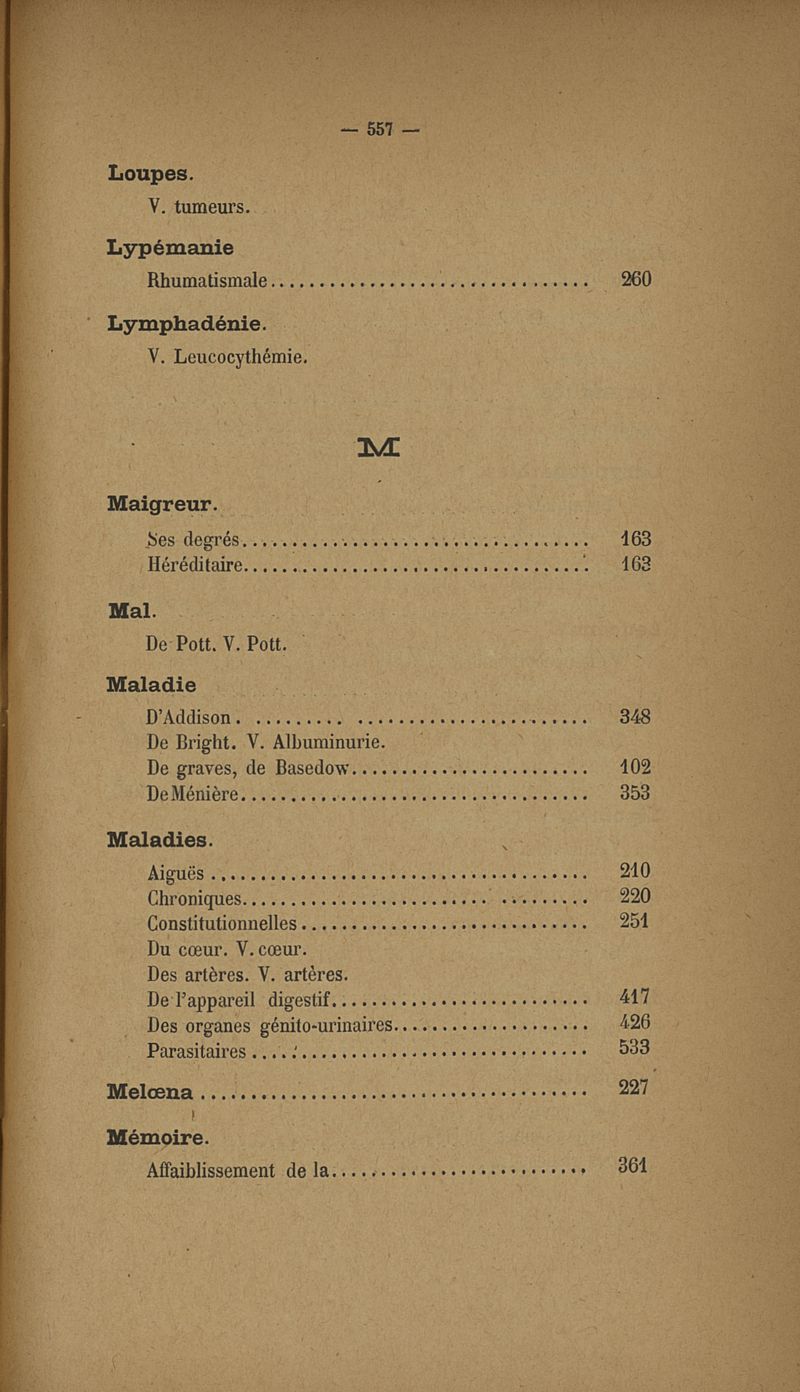 — 557 —
Loupes.
V. tumeurs.
Lypémanie
Rhumatismale................................. 260
Lymphadénie.
V. Leucocythémie.
M
Maigreur.
Ses degrés.................................... 163
Héréditaire.................................... 163
Mal.
De Pott. V. Pott.
Maladie
D'Addison. ......... ........................ 348
De Bright. V. Albuminurie.
De graves, de Basedow........................ 102
De Ménière.................................... 353
Maladies.
Aiguës ...................................... 210
Chroniques......................... ......... 220
Constitutionnelles............................. 251
Du cœur. V. cœur.
Des artères. V. artères.
De l'appareil digestif.......................... 417
Des organes génito-urinaires.................... 426
Parasitaires .................................. 533
Melœna ....................................... 227
Mémoire.
Affaiblissement de la.......................... 361